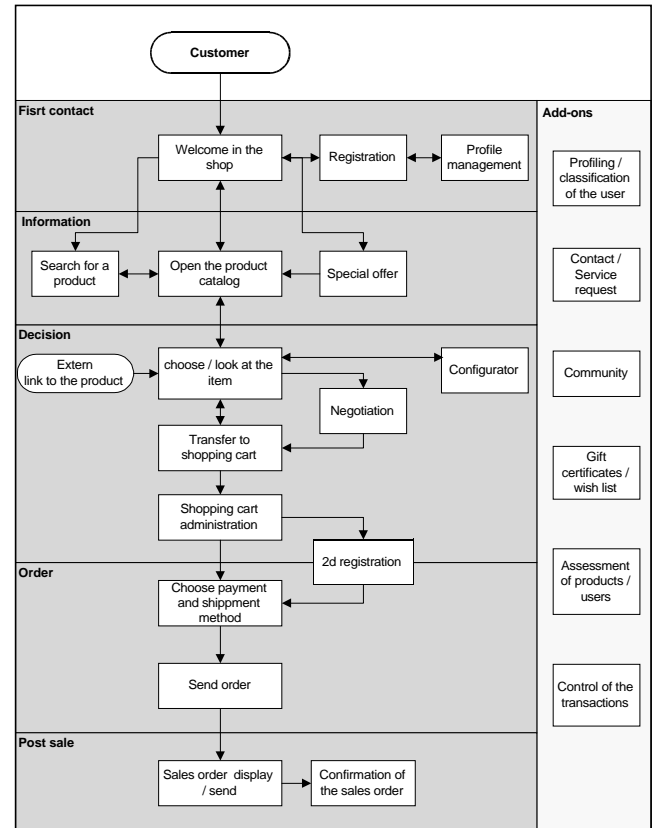 Customer
Fisrt contact
Add-ons
Welcome in the
shop
Registration
Profile
management
Profiling /
classification
of the user
Information
Search for a
product
Open the product
catalog
Special offer
Contact /
Service
request
Decision
Extern
link to the product
choose / look at the
item
Configurator
Community
Negotiation
Transfer to
shopping cart
Gift
certificates /
wish list
Shopping cart
administration
2d registration
Order
Choose payment
and shippment
method
Assessment
of products /
users
Send order
Control of the
transactions
Post sale
Sales order display
/ send
Confirmation of
the sales order